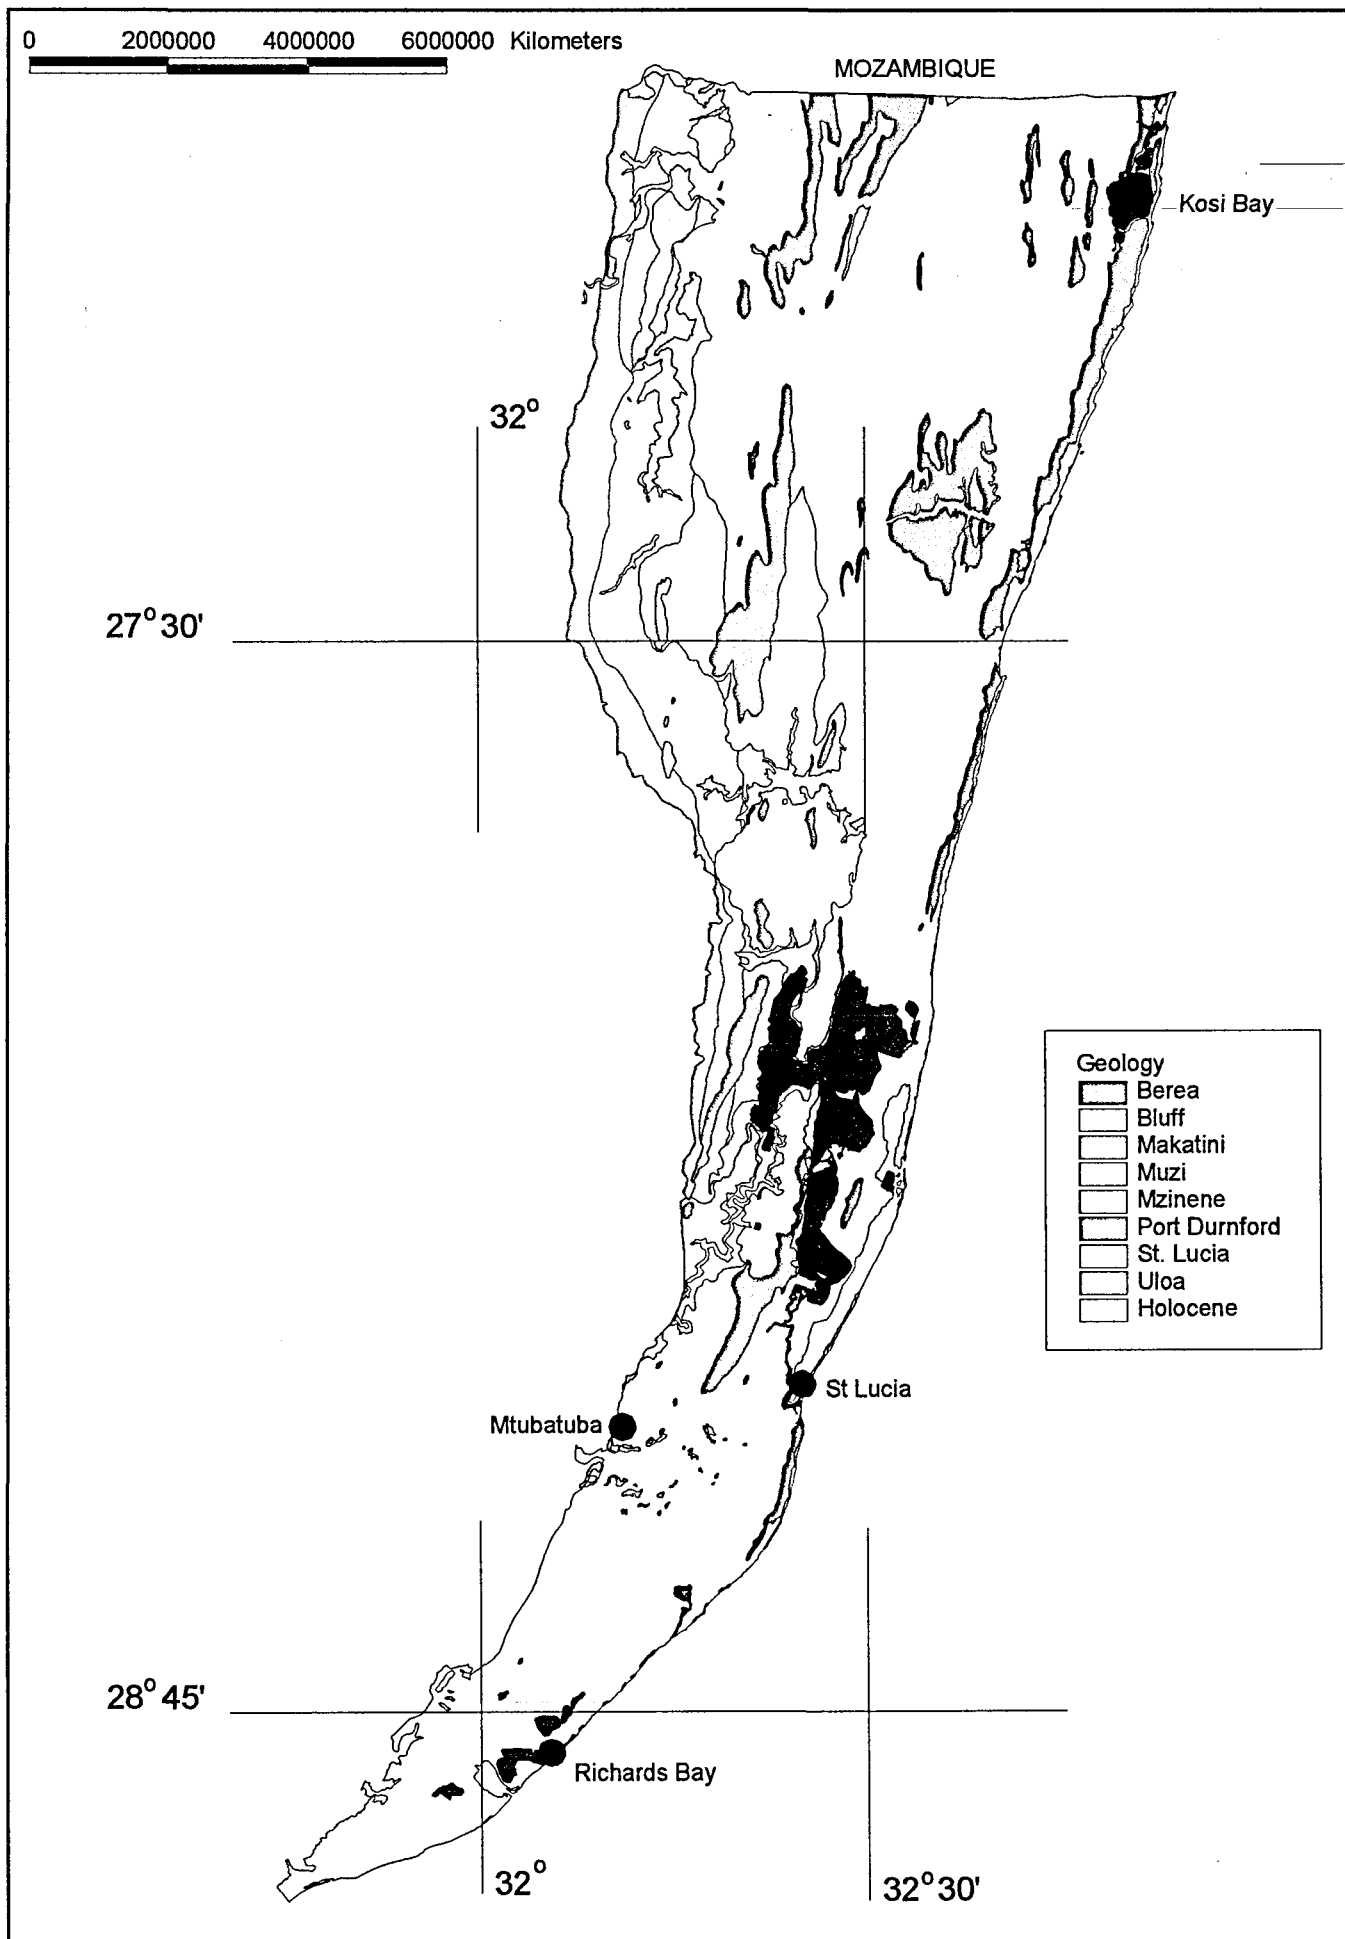 0 2000000 4000000 6000000 Kilometers
MOZAMBIQUE
Kosi Bay
32°
27° 30'
Geology
Berea
Bluff
Makatini
Muzi
Mzinene
Port Durnford
St. Lucia
Uloa
Holocene
St Lucia
Mtubatuba
28° 45'
Richards Bay
32°
32° 30'